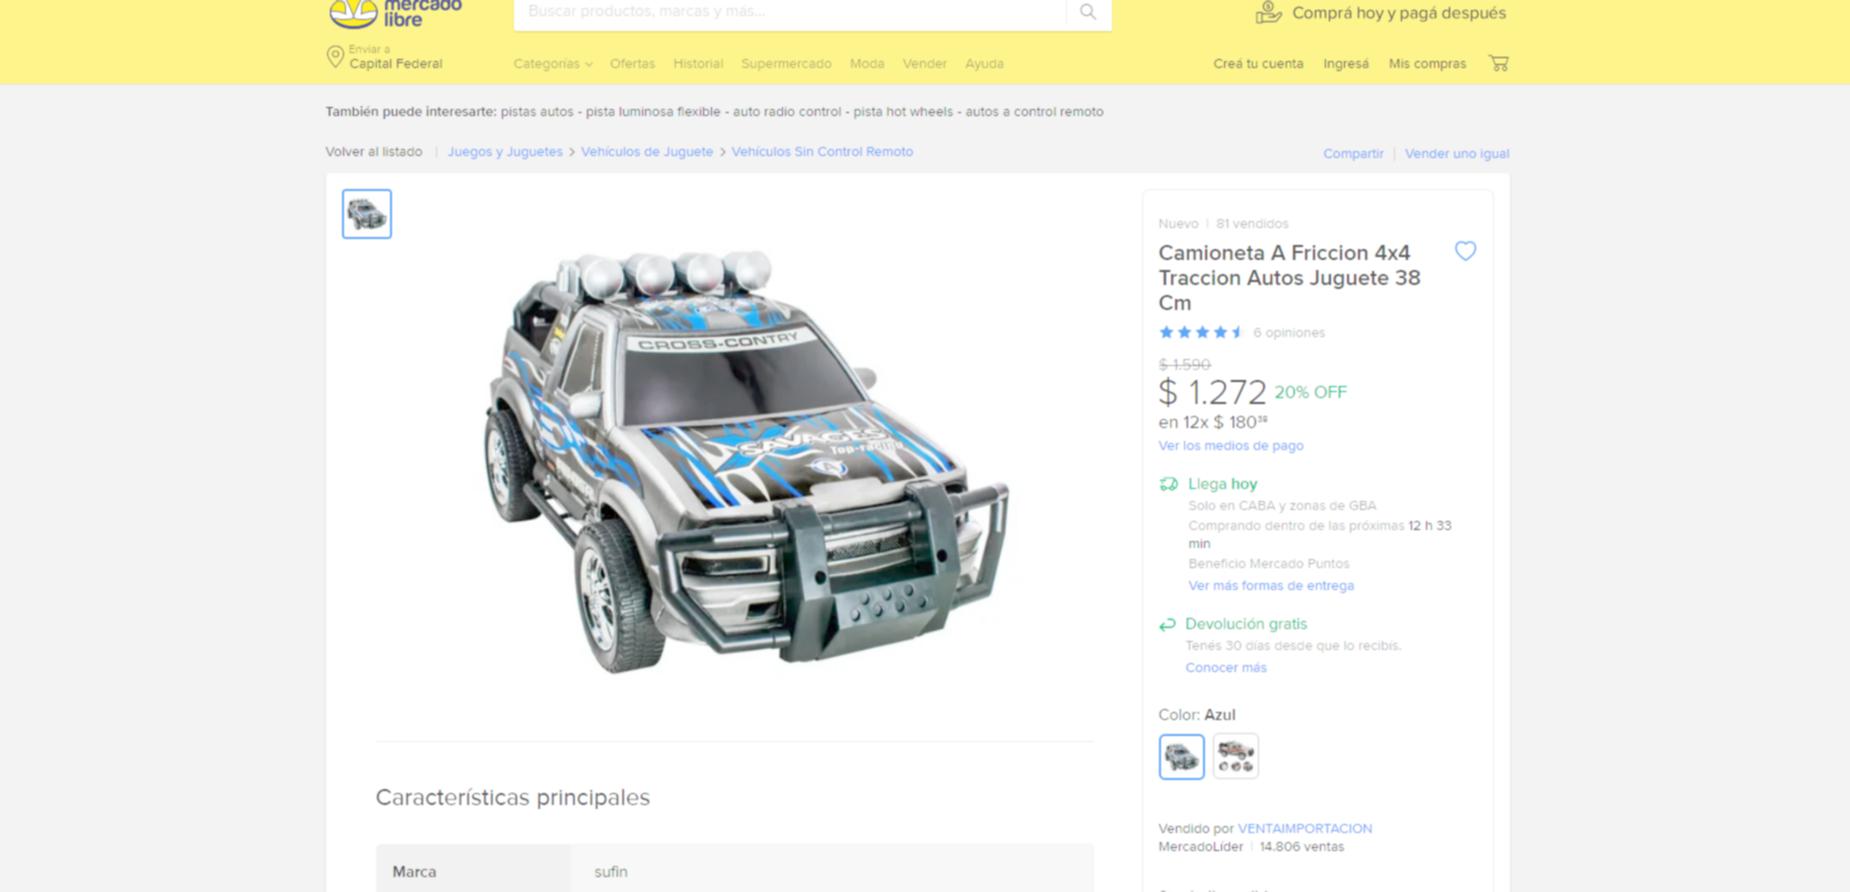 mercado
libre
Buscar productos, marcas y más...
Comprá hoy y pagá después
Enviar a
Capital Federal
Categorías Ofertas Historial Supermercado Moda Vender Ayuda
Creá tu cuenta Ingresá Mis compras
También puede interesarte: pistas autos - pista luminosa flexible - auto radio control - pista hot wheels - autos a control remoto
Volver al listado | Juegos y Juguetes > Vehículos de Juguete > Vehículos Sin Control Remoto
Compartir | Vender uno igual
CROSS-CONTRY
SAVAGES
Top-racing
Nuevo | 81 vendidos
Camioneta A Friccion 4x4
Traccion Autos Juguete 38
Cm
6 opiniones
$ 1.590
$ 1.272 20% OFF
en 12x $ 180
Ver los medios de pago
Llega hoy
Solo en CABA y zonas de GBA
Comprando dentro de las próximas 12 h 33
min
Beneficio Mercado Puntos
Ver más formas de entrega
Devolución gratis
Tenés 30 días desde que lo recibís.
Conocer más
Color: Azul
Características principales
Marca sufin
Vendido por VENTAIMPORTACION
MercadoLíder | 14.806 ventas